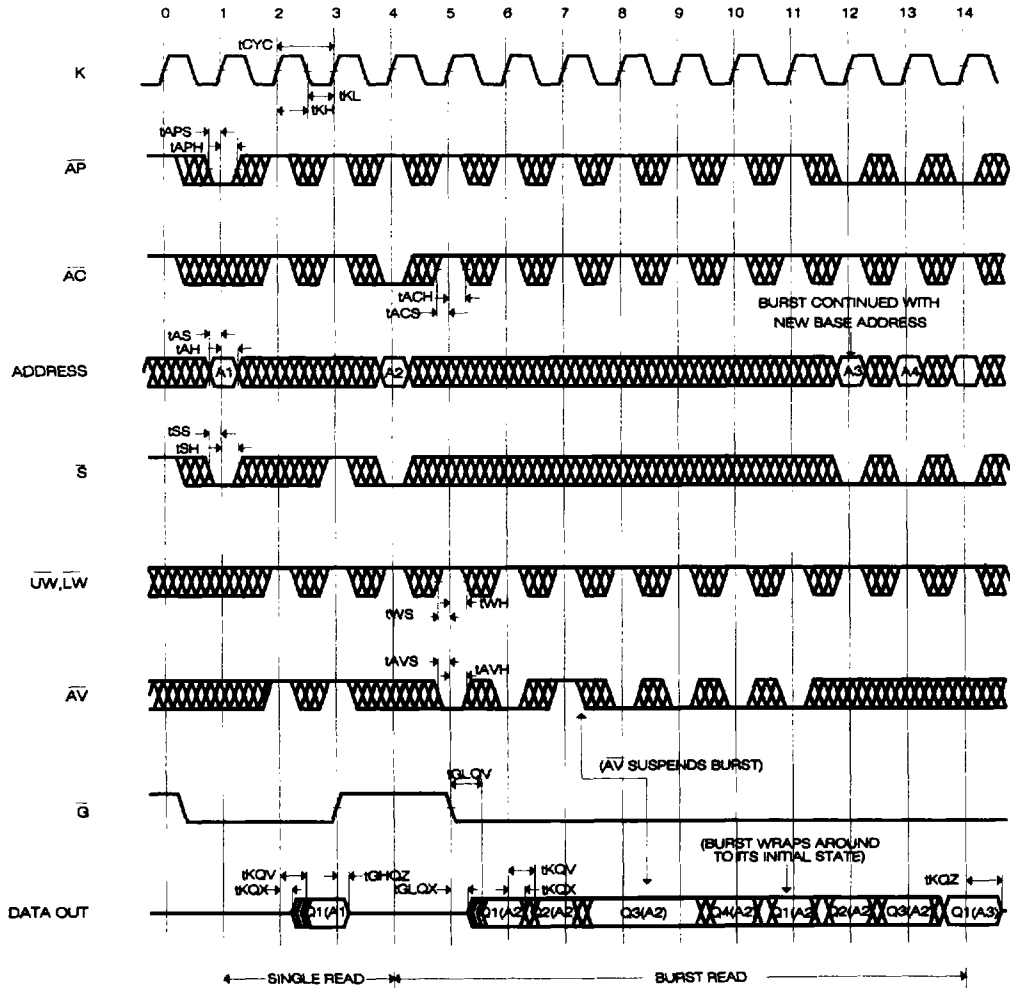 0 1 2 3 4 5 6 7 8 9 10 11 12 13 14
tCYC
K
tKL
tKH
tAPS
tAPH
AP
AC
tACH
tACS
BURST CONTINUED WITH
NEW BASE ADDRESS
tAS
tAH
ADDRESS
A1 A2 A3 A4
tSS
tSH
S
UW,LW
tWH
tWS
tAVS
tAVH
AV
(AV SUSPENDS BURST)
tGLQV
G
(BURST WRAPS AROUND
TO ITS INITIAL STATE)
tKQV tKQV
tKQX tGHQZ tGLQX tKQX tKQZ
DATA OUT
Q1(A1 Q1(A2 Q2(A2 Q3(A2) Q4(A2 Q1(A2 Q2(A2 Q3(A2 Q1(A3)
SINGLE READ BURST READ